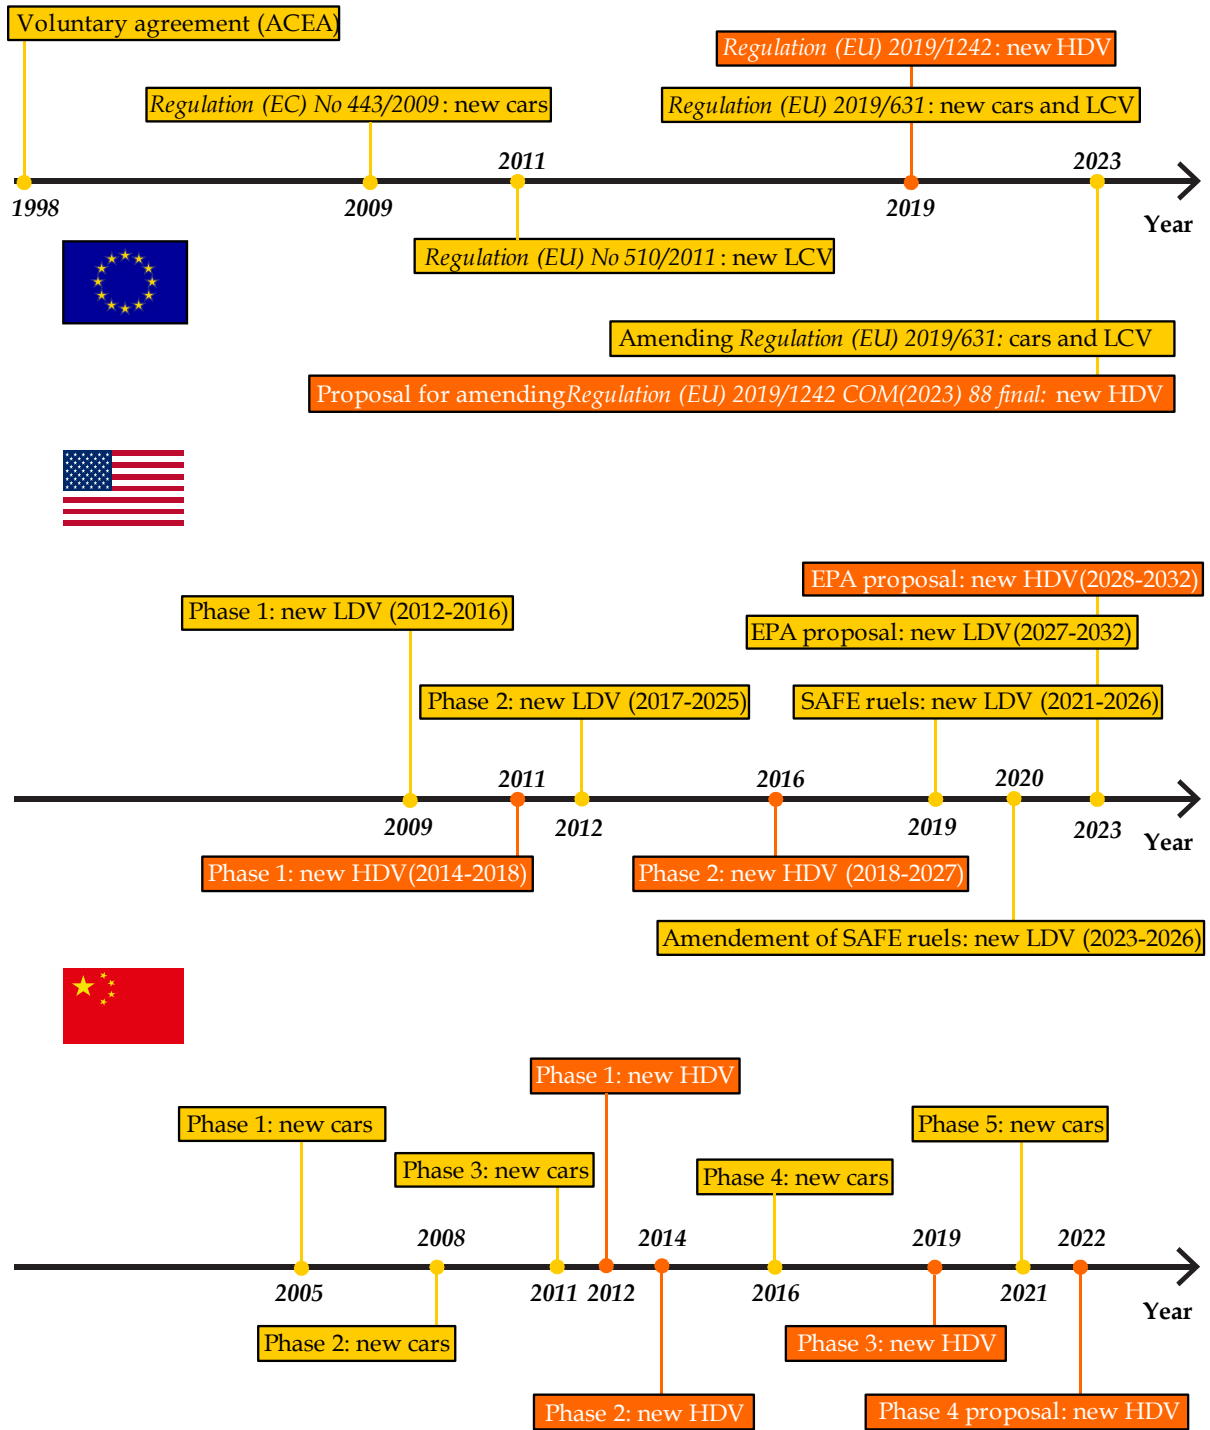 Voluntary agreement (ACEA)
Regulation (EU) 2019/1242: new HDV
Regulation (EC) No 443/2009: new cars
Regulation (EU) 2019/631: new cars and LCV
2011
2023
1998
2009
2019
Year
Regulation (EU) No 510/2011: new LCV
Amending Regulation (EU) 2019/631: cars and LCV
Proposal for amendingRegulation (EU) 2019/1242 COM(2023) 88 final: new HDV
EPA proposal: new HDV(2028-2032)
Phase 1: new LDV (2012-2016)
EPA proposal: new LDV(2027-2032)
Phase 2: new LDV (2017-2025)
SAFE ruels: new LDV (2021-2026)
2011
2016
2020
2009
2012
2019
2023
Year
Phase 1: new HDV(2014-2018)
Phase 2: new HDV (2018-2027)
Amendement of SAFE ruels: new LDV (2023-2026)
Phase 1: new HDV
Phase 1: new cars
Phase 5: new cars
Phase 3: new cars
Phase 4: new cars
2008
2014
2019
2022
2005
2011
2012
2016
2021
Year
Phase 2: new cars
Phase 3: new HDV
Phase 2: new HDV
Phase 4 proposal: new HDV